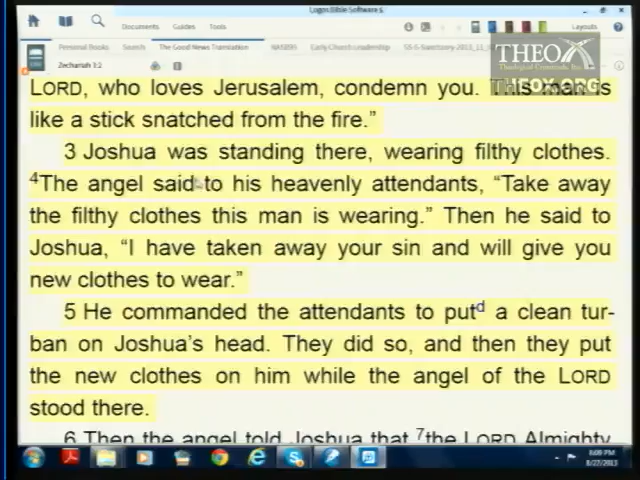 Logos Bible Software 5
Documents Guides Tools Layouts
Personal Books Search The Good News Translation NASB95 Early Church Leadership
Zechariah 1:2
THEOX
THEOX.ORG
LORD, who loves Jerusalem, condemn you. This man is
like a stick snatched from the fire.”
3 Joshua was standing there, wearing filthy clothes.
4The angel said to his heavenly attendants, “Take away
the filthy clothes this man is wearing.” Then he said to
Joshua, “I have taken away your sin and will give you
new clothes to wear.”
5 He commanded the attendants to putd a clean tur-
ban on Joshua’s head. They did so, and then they put
the new clothes on him while the angel of the LORD
stood there.
6 Then the angel told Joshua that 7the LORD Almighty
8/27/2013